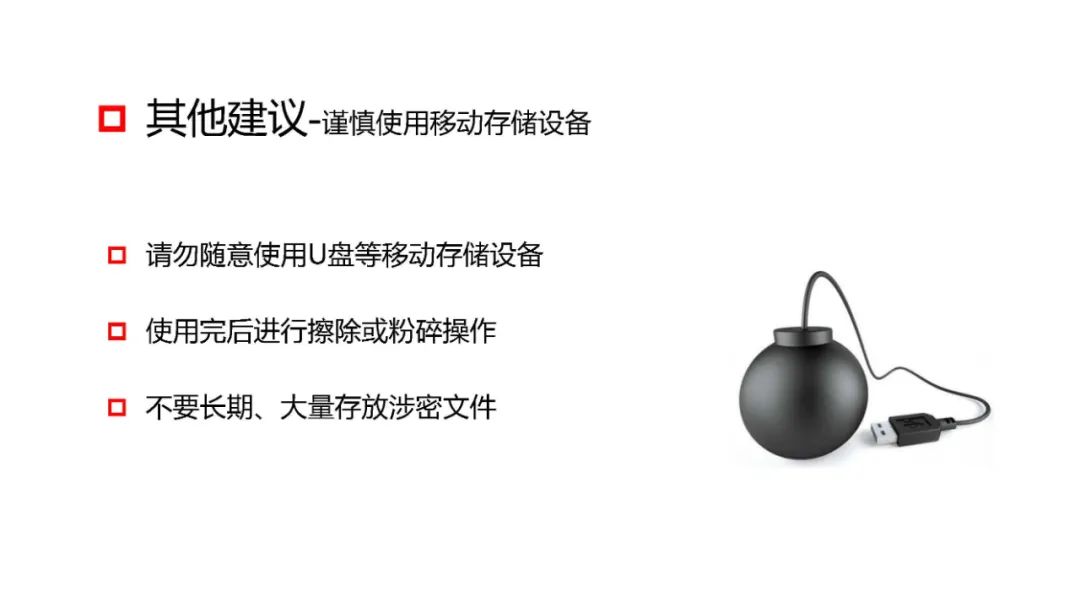 其他建议-谨慎使用移动存储设备
请勿随意使用U盘等移动存储设备
使用完后进行擦除或粉碎操作
不要长期、大量存放涉密文件